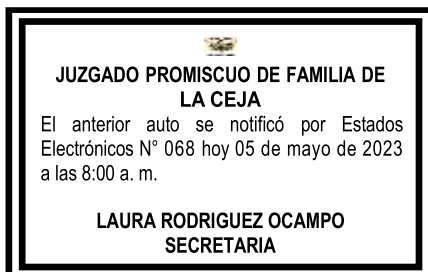 JUZGADO PROMISCUO DE FAMILIA DE
LA CEJA
El anterior auto se notificó por Estados
Electrónicos N° 068 hoy 05 de mayo de 2023
a las 8:00 a. m.
LAURA RODRIGUEZ OCAMPO
SECRETARIA